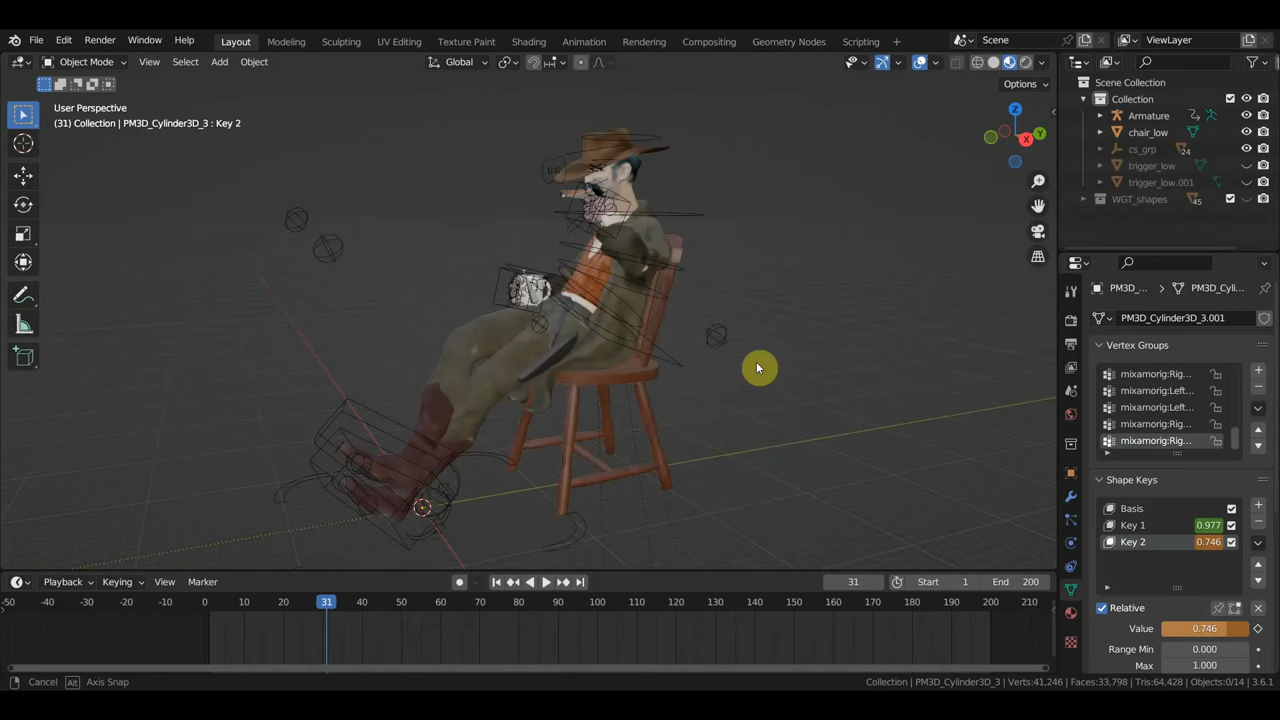 File Edit Render Window Help
Layout Modeling Sculpting UV Editing Texture Paint Shading Animation Rendering Compositing Geometry Nodes Scripting +
Scene ViewLayer
Object Mode View Select Add Object Global
Options
User Perspective
(31) Collection | PM3D_Cylinder3D_3 : Key 2
Z
Y
X
Scene Collection
Collection
Armature
chair_low
cs_grp 24
trigger_low
trigger_low.001
WGT_shapes 45
PM3D_... > PM3D_Cyli...
PM3D_Cylinder3D_3.001
Vertex Groups
mixamorig:Rig...
mixamorig:Left...
mixamorig:Left...
mixamorig:Rig...
mixamorig:Rig...
Shape Keys
Basis
Key 1 0.977
Key 2 0.746
Relative
Value 0.746
Range Min 0.000
Max 1.000
Playback Keying View Marker 31 Start 1 End 200
-50 -40 -30 -20 -10 0 10 20 31 40 50 60 70 80 90 100 110 120 130 140 150 160 170 180 190 200 210
Cancel Alt Axis Snap
Collection | PM3D_Cylinder3D_3 | Verts:41,246 | Faces:33,798 | Tris:64,428 | Objects:0/14 | 3.6.1